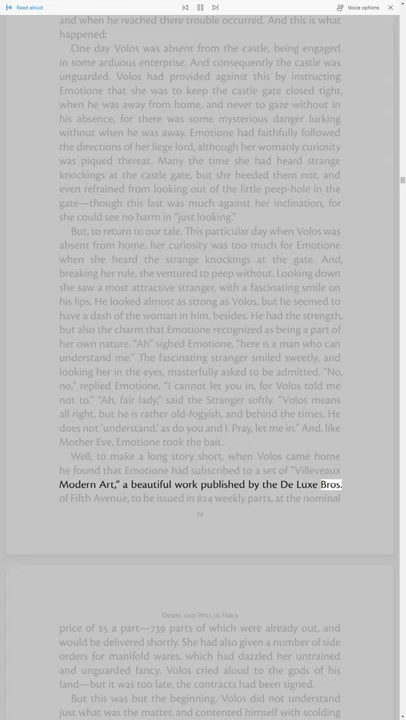 Read aloud
Voice options
and when he reached there trouble occurred. And this is what
happened:
One day Volos was absent from the castle, being engaged
in some arduous enterprise. And consequently the castle was
unguarded. Volos had provided against this by instructing
Emotione that she was to keep the castle gate closed tight,
when he was away from home, and never to gaze without in
his absence, for there was some mysterious danger lurking
without when he was away. Emotione had faithfully followed
the directions of her liege lord, although her womanly curiosity
was piqued thereat. Many the time she had heard strange
knockings at the castle gate, but she heeded them not, and
even refrained from looking out of the little peep-hole in the
gate—though this last was much against her inclination, for
she could see no harm in “just looking.”
But, to return to our tale. This particular day when Volos was
absent from home, her curiosity was too much for Emotione
when she heard the strange knockings at the gate. And,
breaking her rule, she ventured to peep without. Looking down
she saw a most attractive stranger, with a fascinating smile on
his lips. He looked almost as strong as Volos, but he seemed to
have a dash of the woman in him, besides. He had the strength,
but also the charm that Emotione recognized as being a part of
her own nature. “Ah” sighed Emotione, “here is a man who can
understand me.” The fascinating stranger smiled sweetly, and
looking her in the eyes, masterfully asked to be admitted. “No,
no,” replied Emotione, “I cannot let you in, for Volos told me
not to.” “Ah, fair lady,” said the Stranger softly. “Volos means
all right, but he is rather old-fogyish, and behind the times. He
does not ‘understand,’ as do you and I. Pray, let me in.” And, like
Mother Eve, Emotione took the bait.
Well, to make a long story short, when Volos came home
he found that Emotione had subscribed to a set of “Villeveaux
Modern Art,” a beautiful work published by the De Luxe Bros.
of Fifth Avenue, to be issued in 824 weekly parts, at the nominal
74
Desire and Will in Fable
price of $5 a part—739 parts of which were already out, and
would be delivered shortly. She had also given a number of side
orders for manifold wares, which had dazzled her untrained
and unguarded fancy. Volos cried aloud to the gods of his
land—but it was too late, the contracts had been signed.
But this was but the beginning. Volos did not understand
just what was the matter, and contented himself with scolding